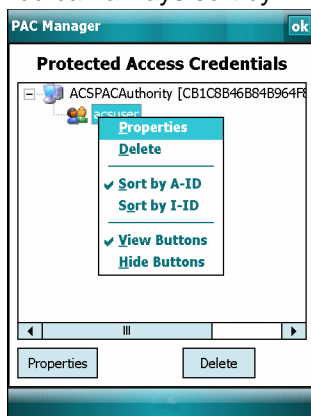 PAC Manager ok
Protected Access Credentials
ACSPACAuthority [CB1C8B46B84B964F
acsuser
Properties
Delete
Sort by A-ID
Sort by I-ID
View Buttons
Hide Buttons
Properties Delete